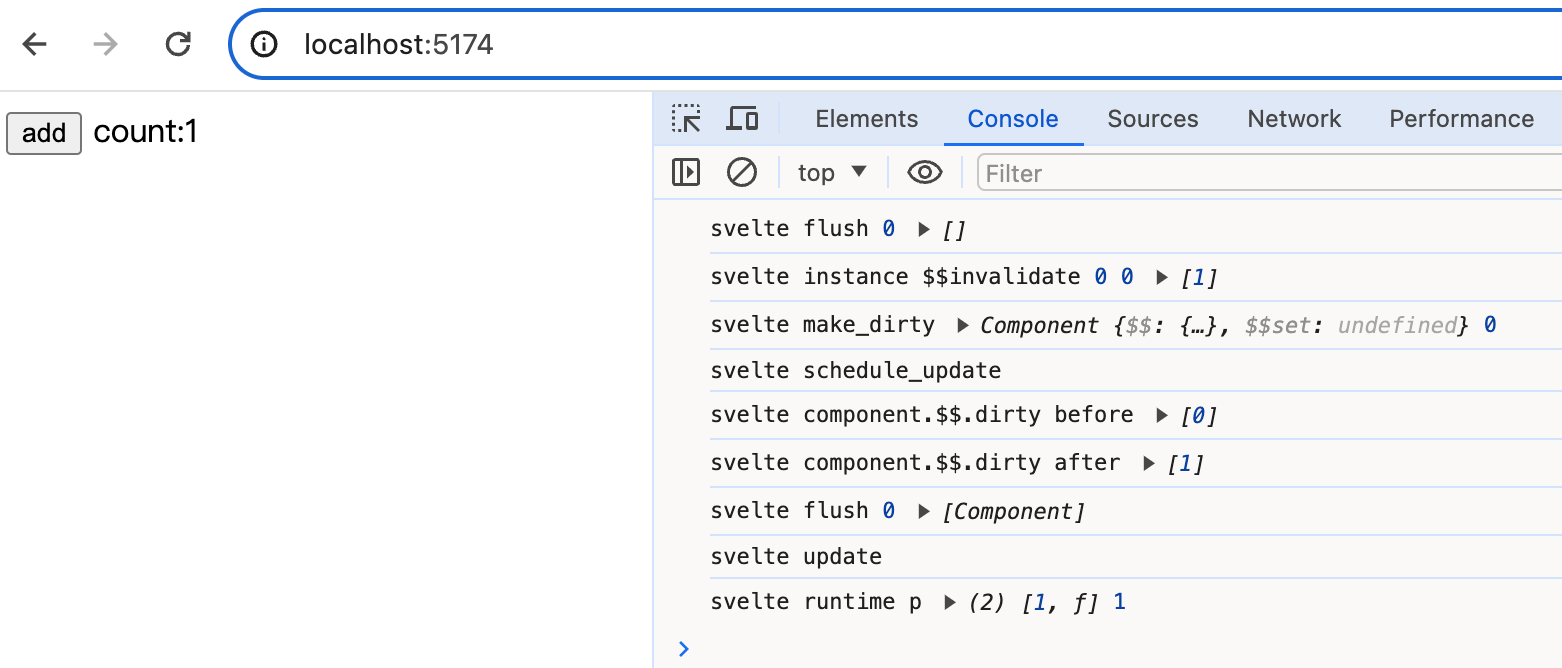 localhost:5174
add count:1
Elements Console Sources Network Performance
top Filter
svelte flush 0 []
svelte instance $$invalidate 0 0 [1]
svelte make_dirty Component {$$: {…}, $$set: undefined} 0
svelte schedule_update
svelte component.$$.dirty before [0]
svelte component.$$.dirty after [1]
svelte flush 0 [Component]
svelte update
svelte runtime p (2) [1, ƒ] 1